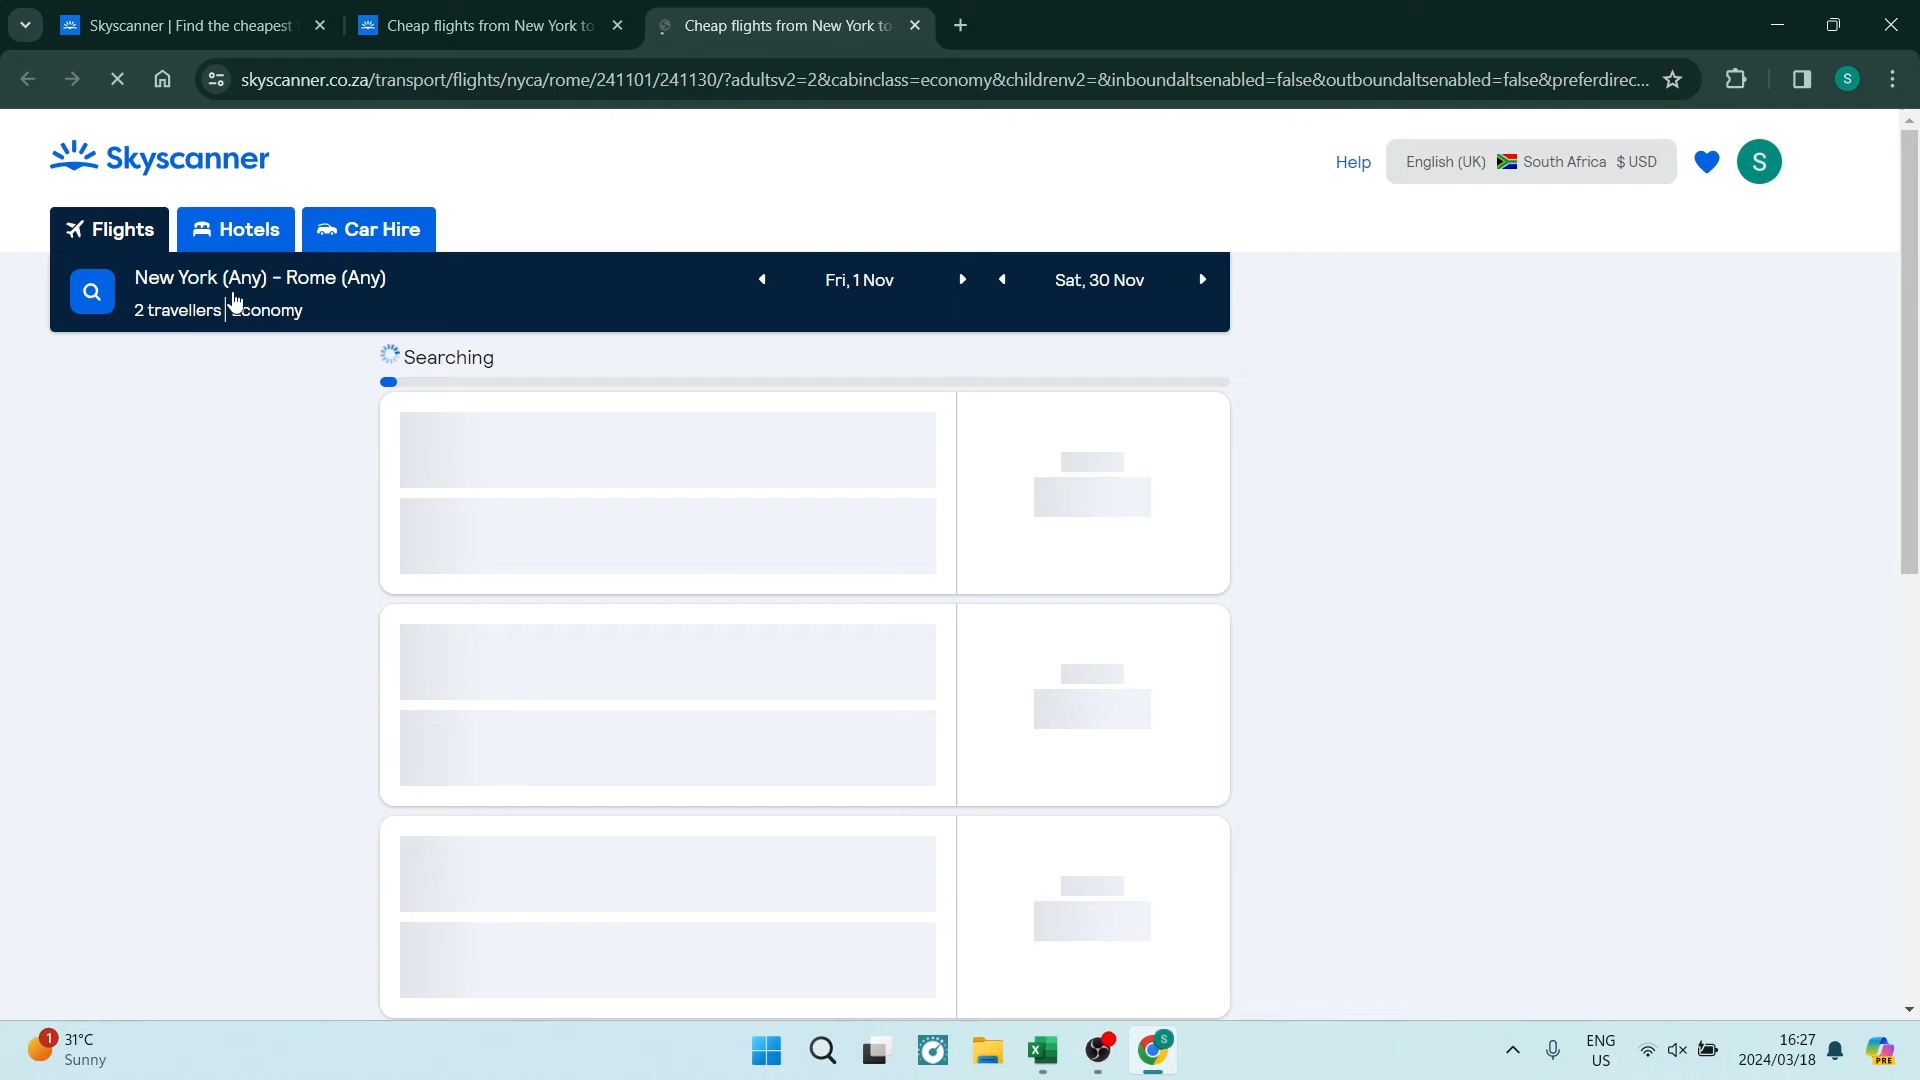 Skyscanner | Find the cheapest
Cheap flights from New York to
Cheap flights from New York to
skyscanner.co.za/transport/flights/nyca/rome/241101/241130/?adultsv2=2&cabinclass=economy&childrenv2=&inboundaltsenabled=false&outboundaltsenabled=false&preferdirec...
S
Skyscanner
Help
English (UK) South Africa $ USD
S
Flights
Hotels
Car Hire
New York (Any) - Rome (Any)
Fri, 1 Nov
Sat, 30 Nov
2 travellers | Economy
Searching
1
31°C
Sunny
S
ENG
US
16:27
2024/03/18
PRE